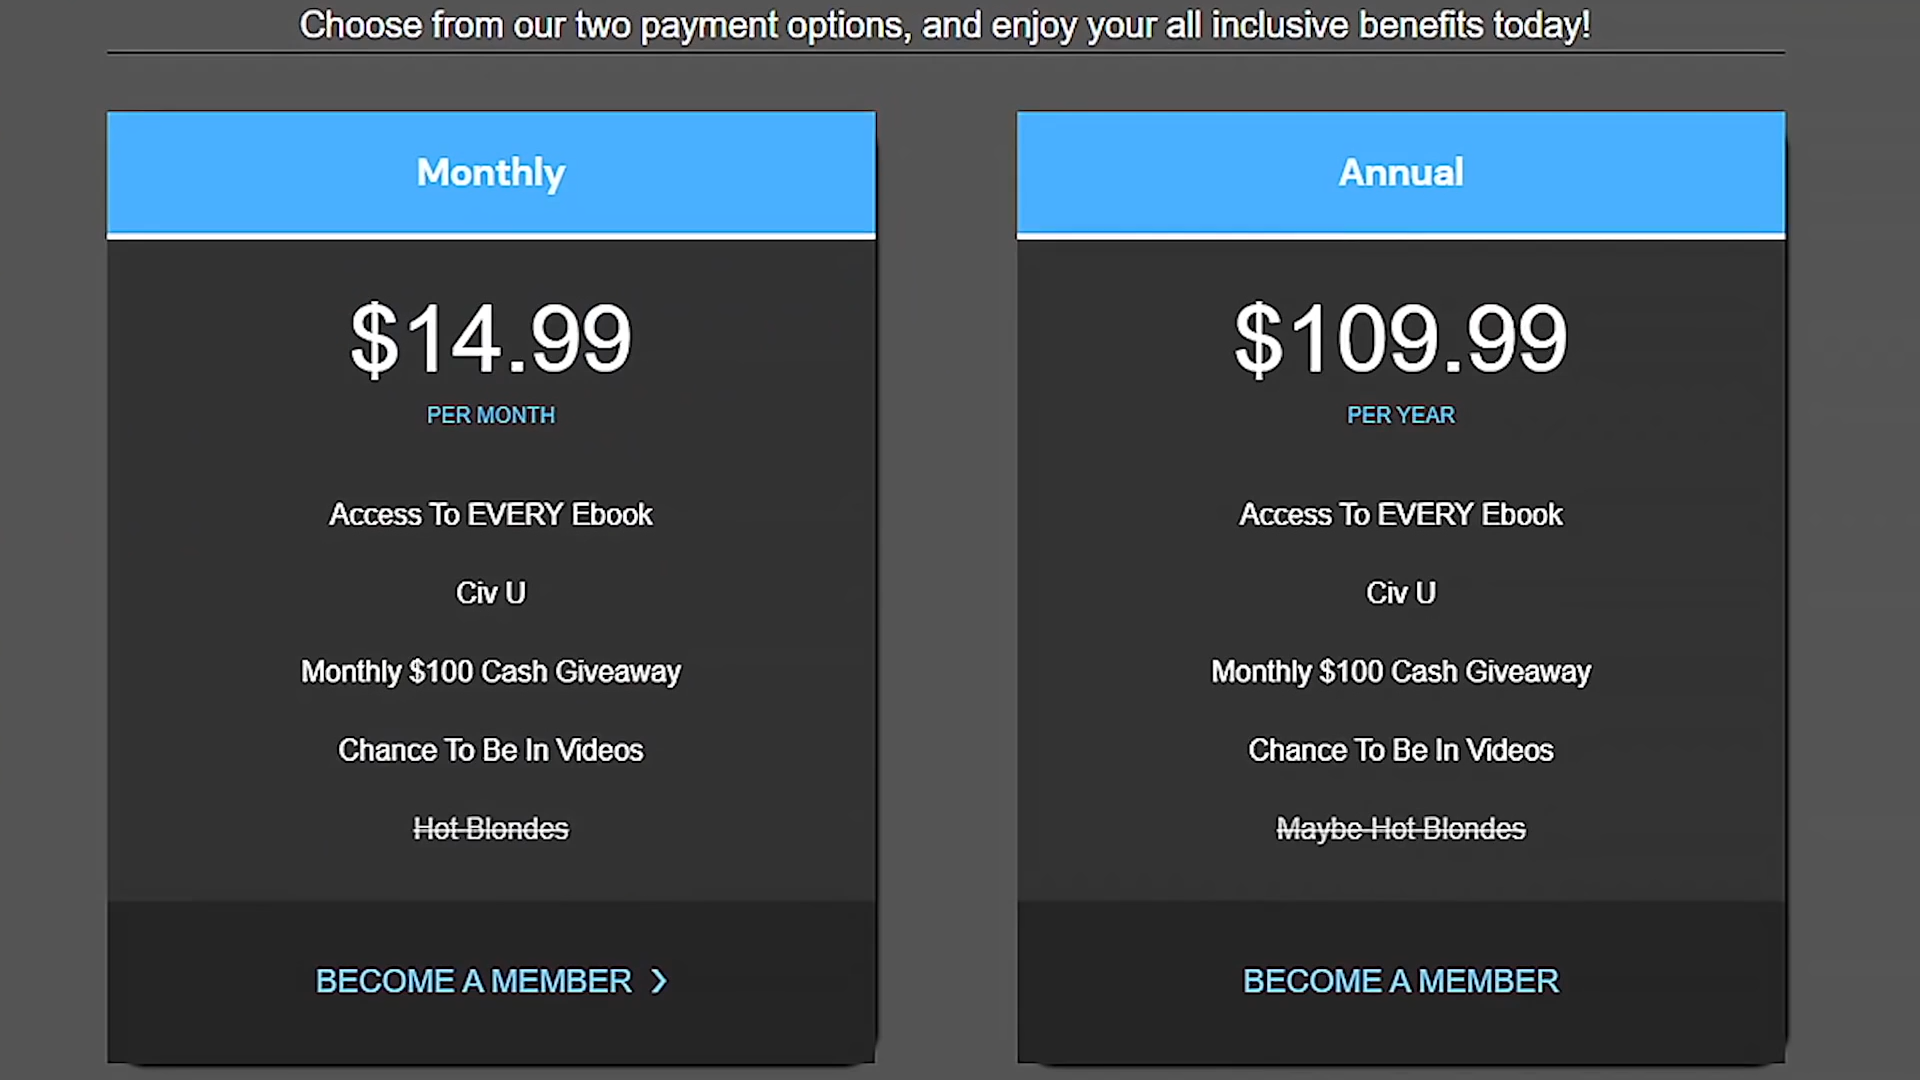 Choose from our two payment options, and enjoy your all inclusive benefits today!
Monthly
$14.99
PER MONTH
Access To EVERY Ebook
Civ U
Monthly $100 Cash Giveaway
Chance To Be In Videos
Hot Blondes
BECOME A MEMBER >
Annual
$109.99
PER YEAR
Access To EVERY Ebook
Civ U
Monthly $100 Cash Giveaway
Chance To Be In Videos
Maybe Hot Blondes
BECOME A MEMBER